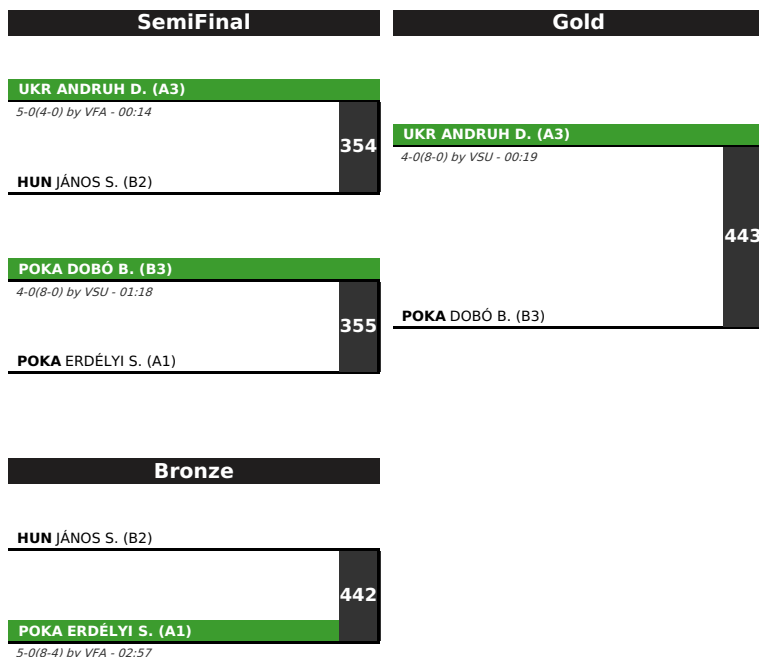 SemiFinal
Gold
UKR ANDRUH D. (A3)
5-0(4-0) by VFA - 00:14
354
HUN JÁNOS S. (B2)
UKR ANDRUH D. (A3)
4-0(8-0) by VSU - 00:19
443
POKA DOBÓ B. (B3)
POKA DOBÓ B. (B3)
4-0(8-0) by VSU - 01:18
355
POKA ERDÉLYI S. (A1)
Bronze
HUN JÁNOS S. (B2)
442
POKA ERDÉLYI S. (A1)
5-0(8-4) by VFA - 02:57